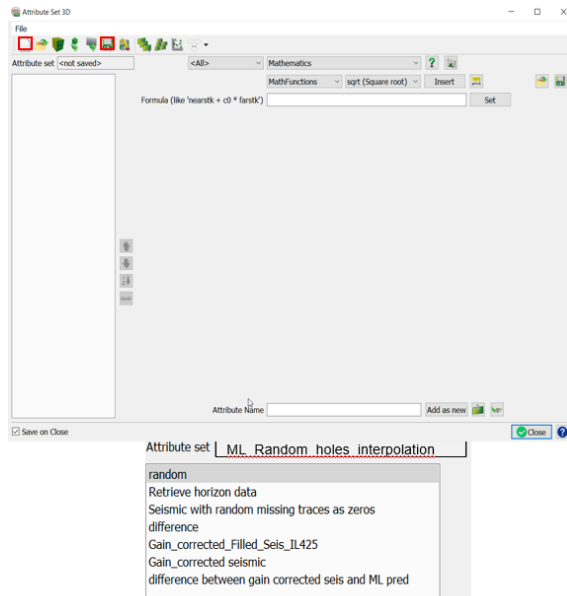 Attribute Set 3D
File
Attribute set <not saved> <All> Mathematics ?
MathFunctions sqrt (Square root) Insert
Formula (like 'nearstk + c0 * farstk') Set
Attribute Name Add as new
Save on Close Close ?
Attribute set ML_Random_holes_interpolation
random
Retrieve horizon data
Seismic with random missing traces as zeros
difference
Gain_corrected_Filled_Seis_IL425
Gain_corrected seismic
difference between gain corrected seis and ML pred